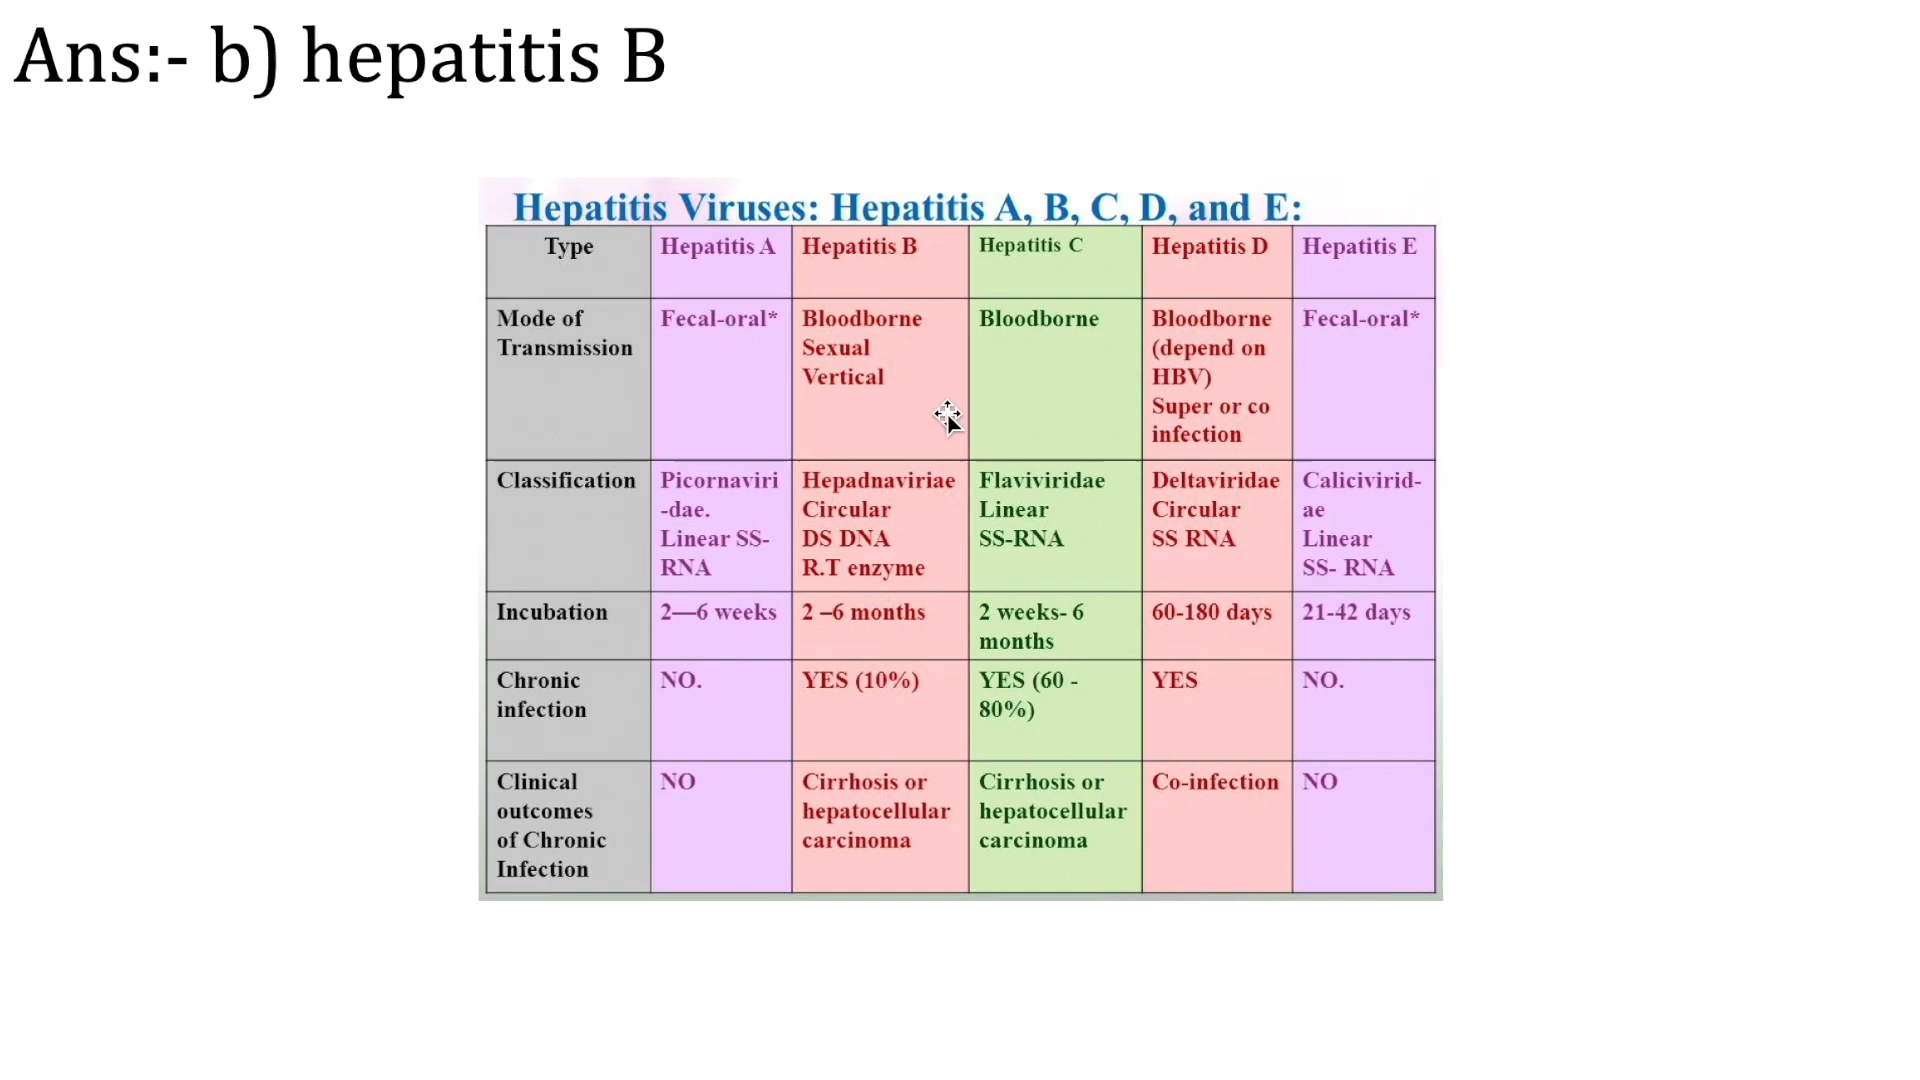 Ans:- b) hepatitis B
Hepatitis Viruses: Hepatitis A, B, C, D, and E:
Type
Hepatitis A
Hepatitis B
Hepatitis C
Hepatitis D
Hepatitis E
Mode of
Transmission
Fecal-oral*
Bloodborne
Sexual
Vertical
Bloodborne
Bloodborne
(depend on
HBV)
Super or co
infection
Fecal-oral*
Classification
Picornaviri
-dae.
Linear SS-
RNA
Hepadnaviriae
Circular
DS DNA
R.T enzyme
Flaviviridae
Linear
SS-RNA
Deltaviridae
Circular
SS RNA
Calicivirid-
ae
Linear
SS- RNA
Incubation
2—6 weeks
2 –6 months
2 weeks- 6
months
60-180 days
21-42 days
Chronic
infection
NO.
YES (10%)
YES (60 -
80%)
YES
NO.
Clinical
outcomes
of Chronic
Infection
NO
Cirrhosis or
hepatocellular
carcinoma
Cirrhosis or
hepatocellular
carcinoma
Co-infection
NO